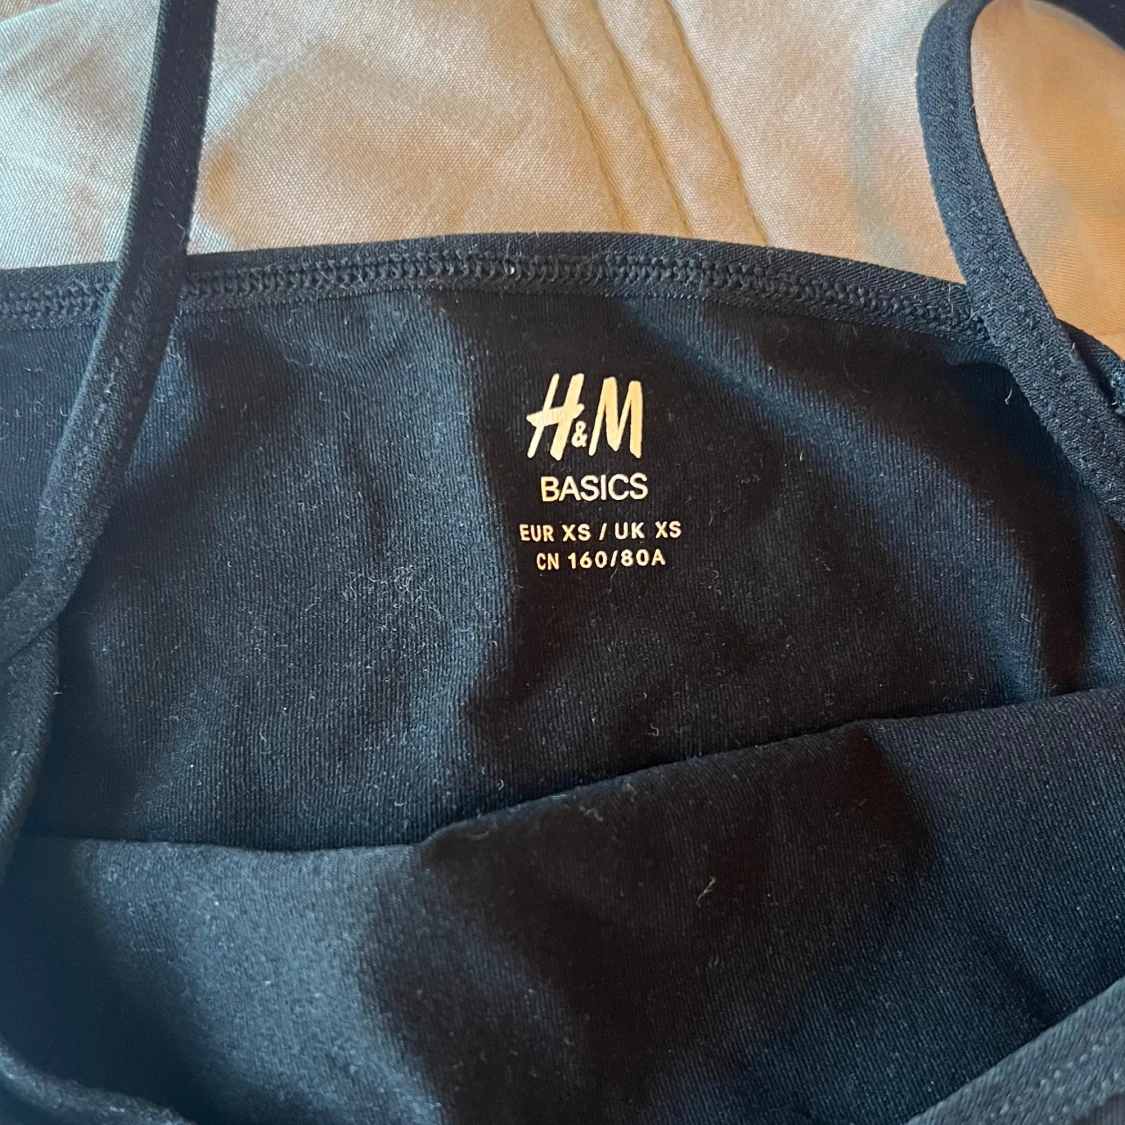 H&M
BASICS
EUR XS / UK XS
CN 160/80A